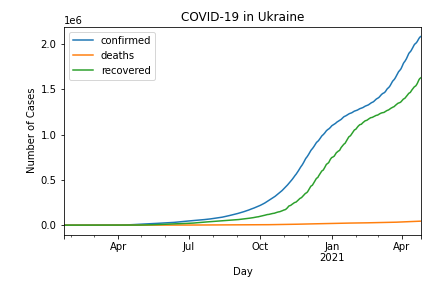 COVID-19 in Ukraine
1e6
confirmed
deaths
recovered
2.0
1.5
1.0
0.5
0.0
Number of Cases
Apr
Jul
Oct
Jan
2021
Apr
Day